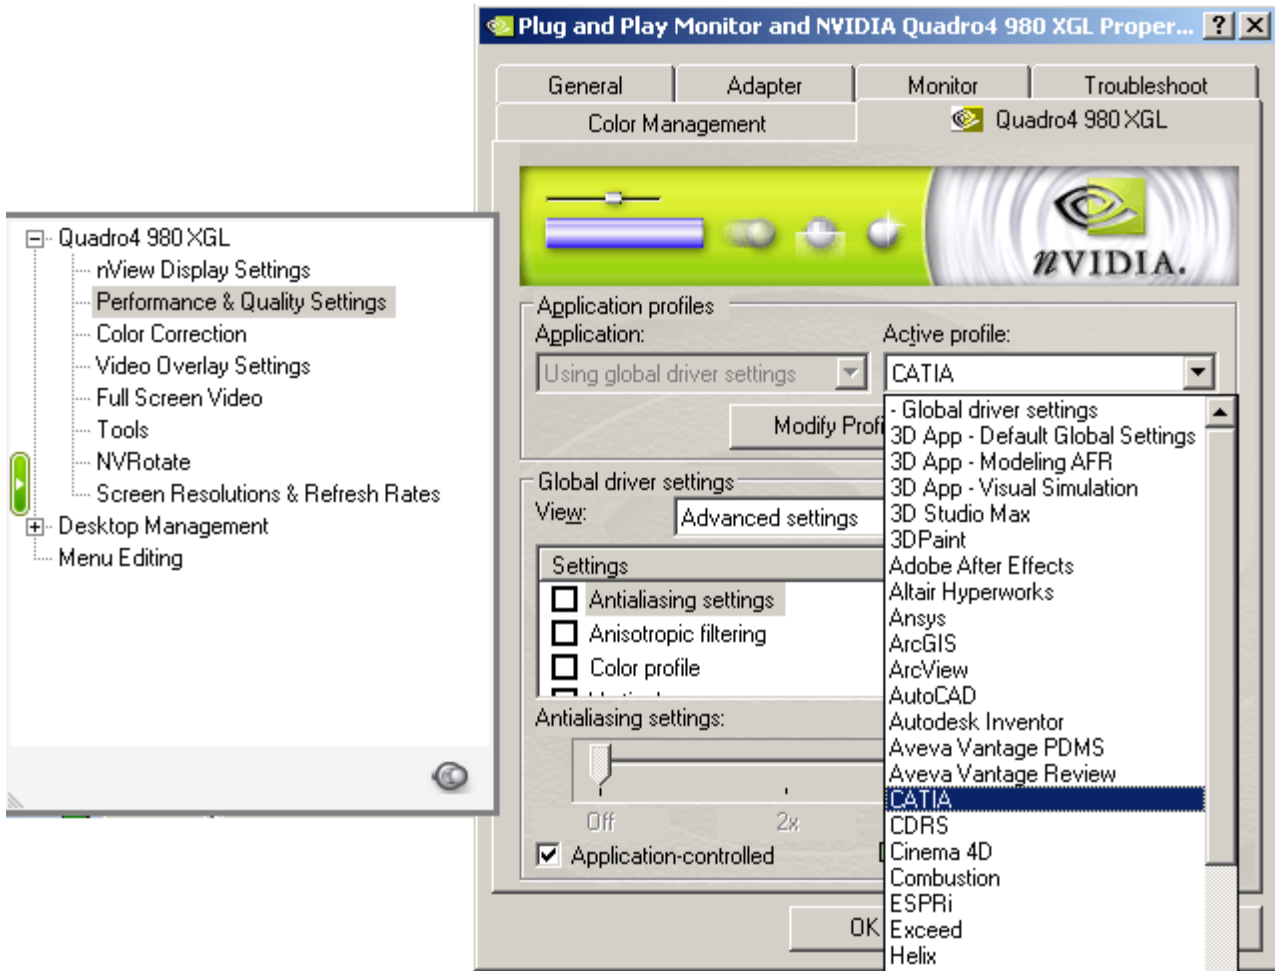 Plug and Play Monitor and NVIDIA Quadro4 980 XGL Proper...
General
Adapter
Monitor
Troubleshoot
Color Management
Quadro4 980 XGL
nVIDIA.
Quadro4 980 XGL
nView Display Settings
Performance & Quality Settings
Color Correction
Video Overlay Settings
Full Screen Video
Tools
NVRotate
Screen Resolutions & Refresh Rates
Desktop Management
Menu Editing
Application profiles
Application:
Active profile:
Using global driver settings
CATIA
Modify Profi
- Global driver settings
3D App - Default Global Settings
3D App - Modeling AFR
3D App - Visual Simulation
3D Studio Max
3DPaint
Adobe After Effects
Altair Hyperworks
Ansys
ArcGIS
ArcView
AutoCAD
Autodesk Inventor
Aveva Vantage PDMS
Aveva Vantage Review
CATIA
CDRS
Cinema 4D
Combustion
ESPRi
Exceed
Helix
Global driver settings
View:
Advanced settings
Settings
Antialiasing settings
Anisotropic filtering
Color profile
Antialiasing settings:
Off
2x
Application-controlled
OK